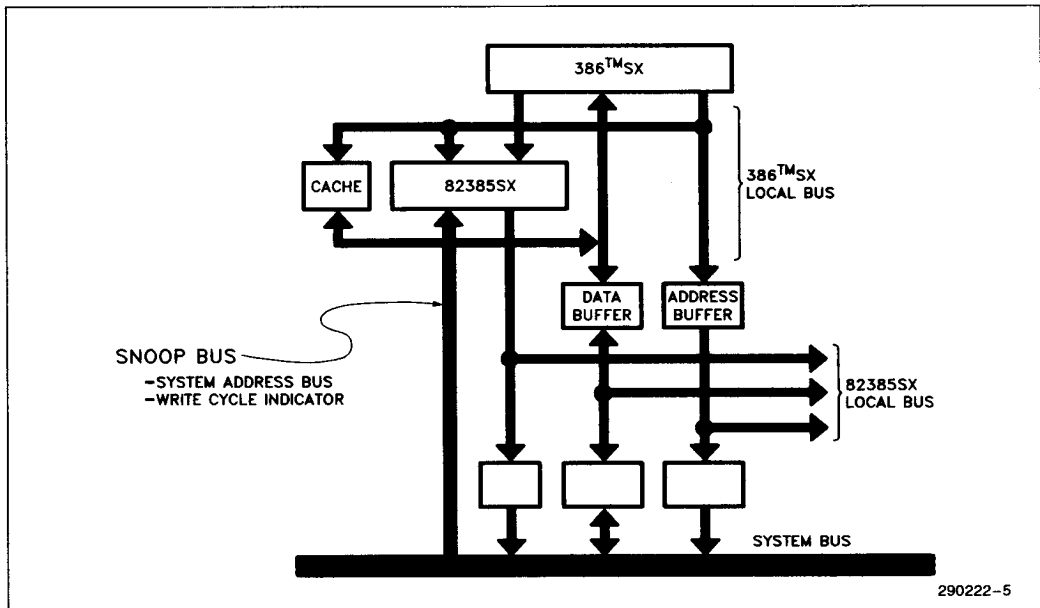 386™SX
386™SX
LOCAL BUS
CACHE
82385SX
DATA
BUFFER
ADDRESS
BUFFER
SNOOP BUS
-SYSTEM ADDRESS BUS
-WRITE CYCLE INDICATOR
82385SX
LOCAL BUS
SYSTEM BUS
290222-5